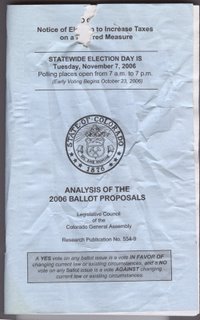 Notice of Election to Increase Taxes
on a Referred Measure
STATEWIDE ELECTION DAY IS
Tuesday, November 7, 2006
Polling places open from 7 a.m. to 7 p.m.
(Early Voting Begins October 23, 2006)
STATE OF COLORADO
1876
ANALYSIS OF THE
2006 BALLOT PROPOSALS
Legislative Council
of the
Colorado General Assembly
Research Publication No. 554-9
A YES vote on any ballot issue is a vote IN FAVOR OF
changing current law or existing circumstances, and a NO
vote on any ballot issue is a vote AGAINST changing
current law or existing circumstances.